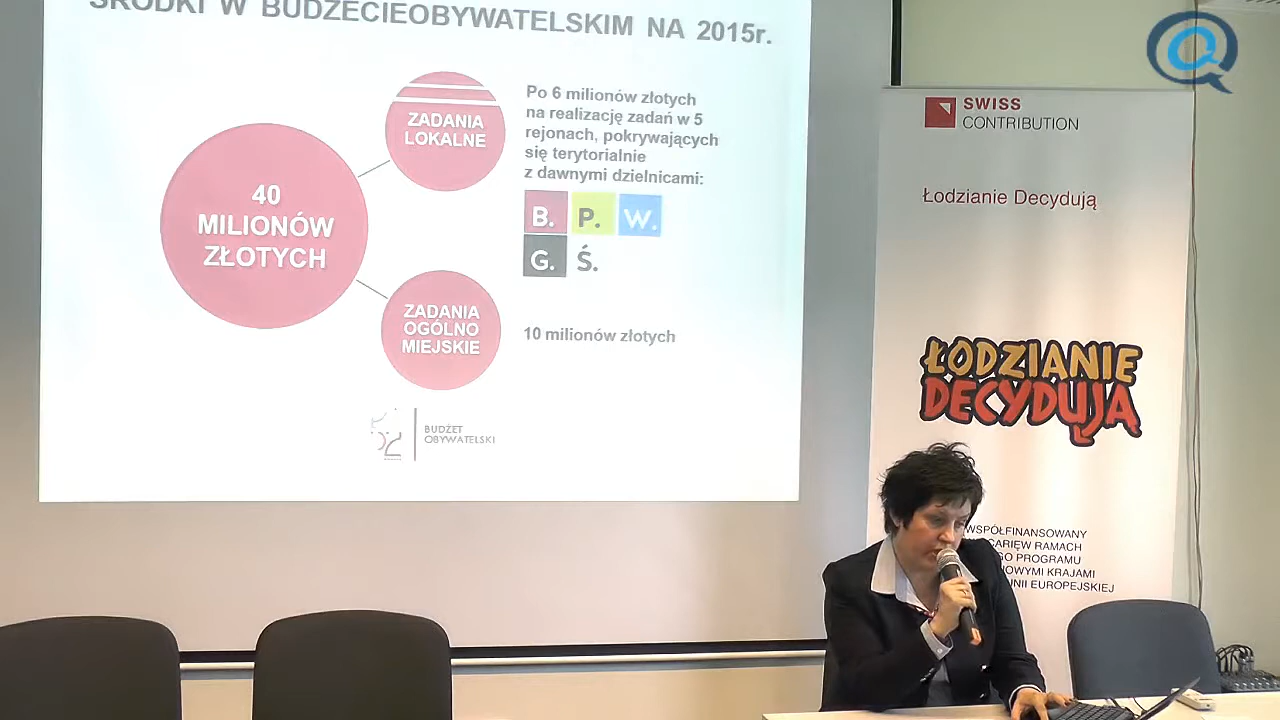 ŚRODKI W BUDŻECIEOBYWATELSKIM NA 2015r.
40
MILIONÓW
ZŁOTYCH
ZADANIA
LOKALNE
Po 6 milionów złotych
na realizację zadań w 5
rejonach, pokrywających
się terytorialnie
z dawnymi dzielnicami:
B. P. W.
G. Ś.
ZADANIA
OGÓLNO
MIEJSKIE
10 milionów złotych
BUDŻET
OBYWATELSKI
SWISS
CONTRIBUTION
Łodzianie Decydują
ŁODZIANIE
DECYDUJĄ
WSPÓŁFINANSOWANY
RAMACH
PROGRAMU
KRAJAMI
UNII EUROPEJSKIEJ